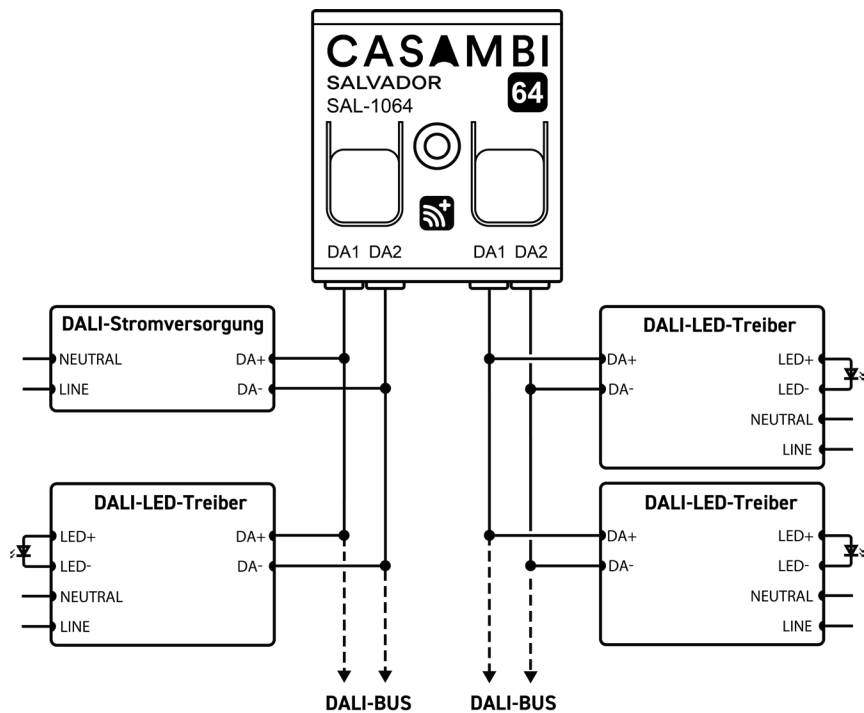 CASAMBI
SALVADOR
SAL-1064
64
DA1 DA2
DA1 DA2
DALI-Stromversorgung
NEUTRAL
DA+
LINE
DA-
DALI-LED-Treiber
DA+
LED+
DA-
LED-
NEUTRAL
LINE
DALI-LED-Treiber
LED+
DA+
LED-
DA-
NEUTRAL
LINE
DALI-LED-Treiber
DA+
LED+
DA-
LED-
NEUTRAL
LINE
DALI-BUS
DALI-BUS